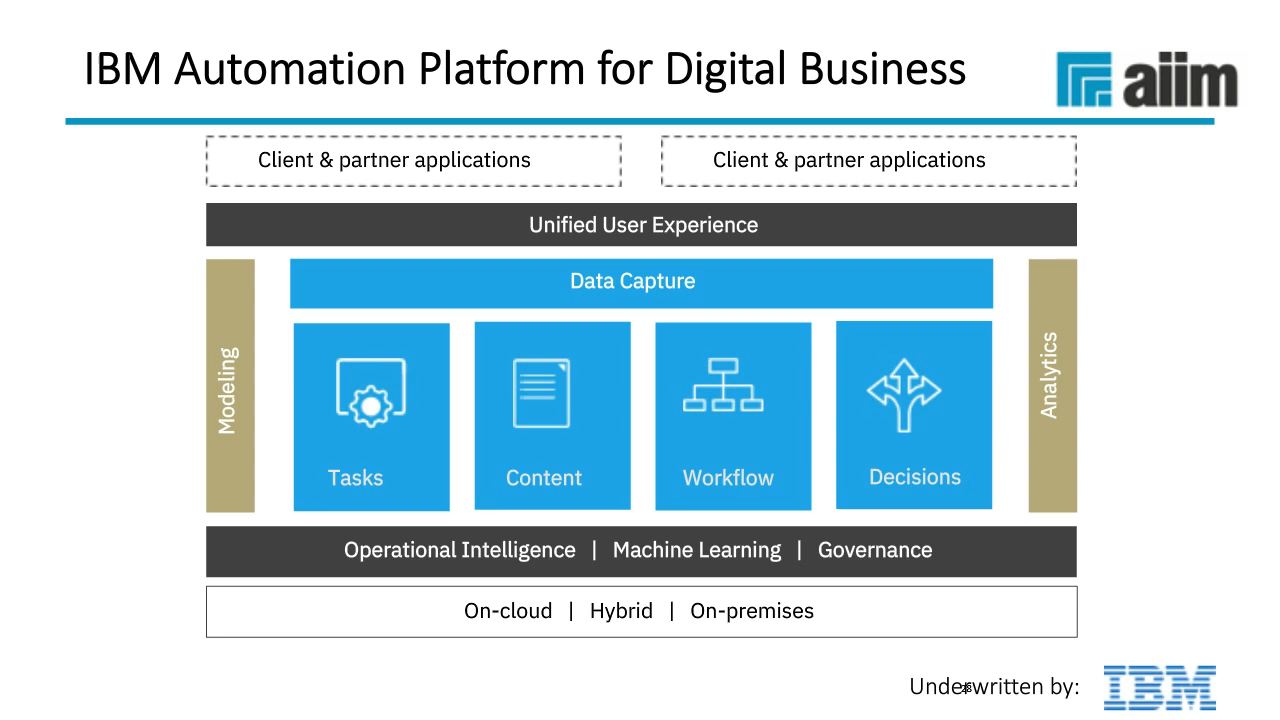 IBM Automation Platform for Digital Business
aiim
Client & partner applications
Client & partner applications
Unified User Experience
Data Capture
Modeling
Analytics
Tasks
Content
Workflow
Decisions
Operational Intelligence | Machine Learning | Governance
On-cloud | Hybrid | On-premises
Underwritten by:
IBM